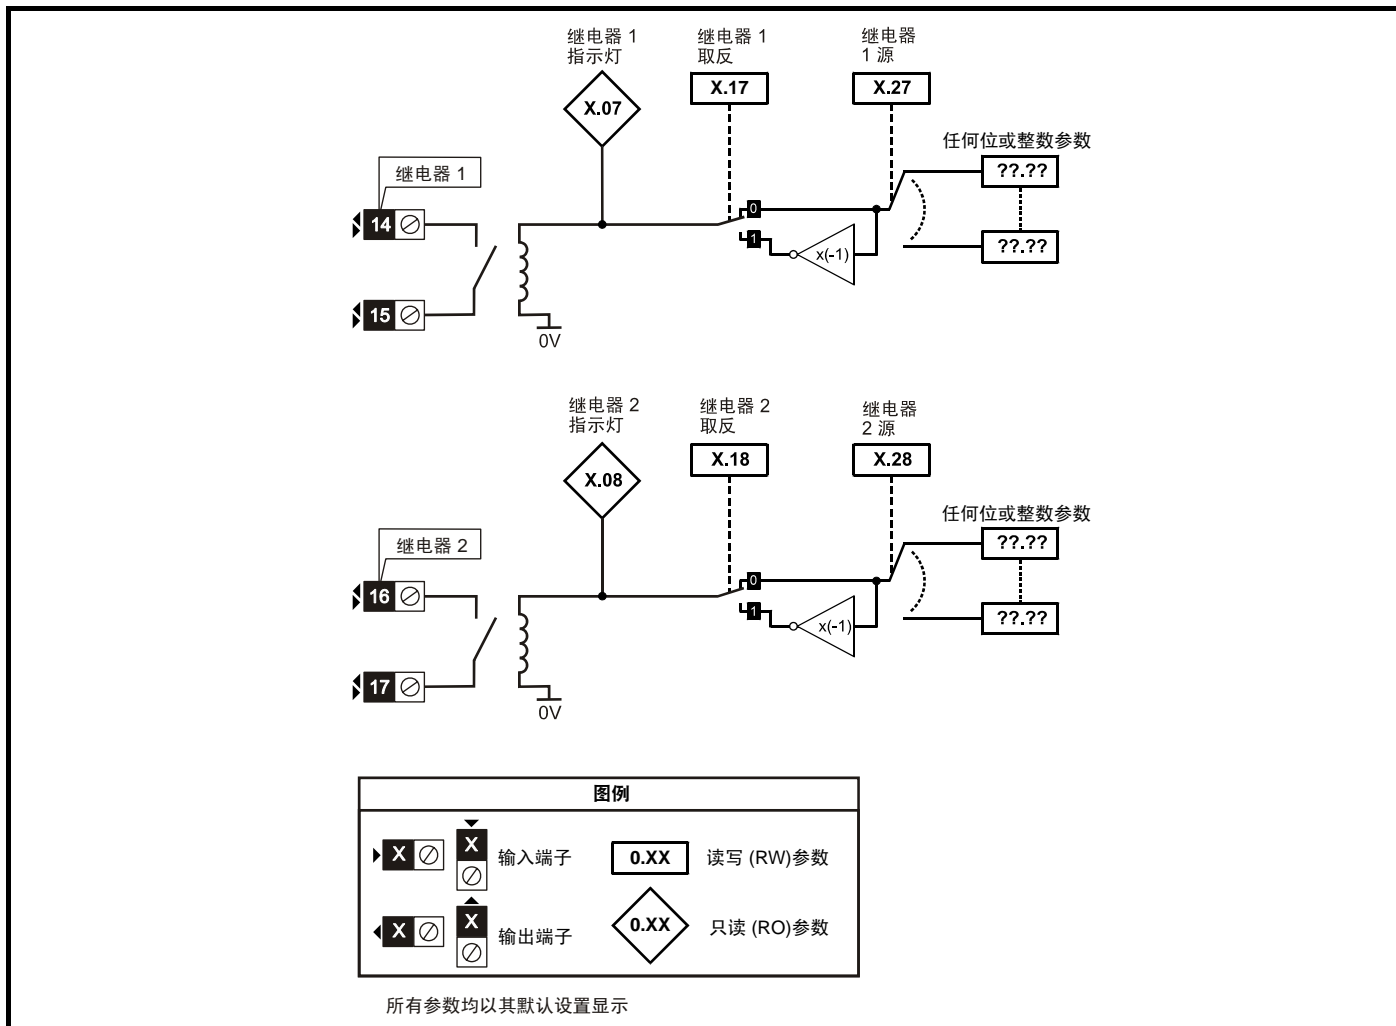 继电器 1
指示灯
继电器 1
取反
继电器
1 源
X.07
X.17
X.27
任何位或整数参数
??.??
继电器 1
14
0
1
x(-1)
??.??
15
0V
继电器 2
指示灯
继电器 2
取反
继电器
2 源
X.08
X.18
X.28
任何位或整数参数
??.??
继电器 2
16
0
1
x(-1)
??.??
17
0V
图例
X
X
输入端子
0.XX
读写 (RW)参数
X
X
输出端子
0.XX
只读 (RO)参数
所有参数均以其默认设置显示